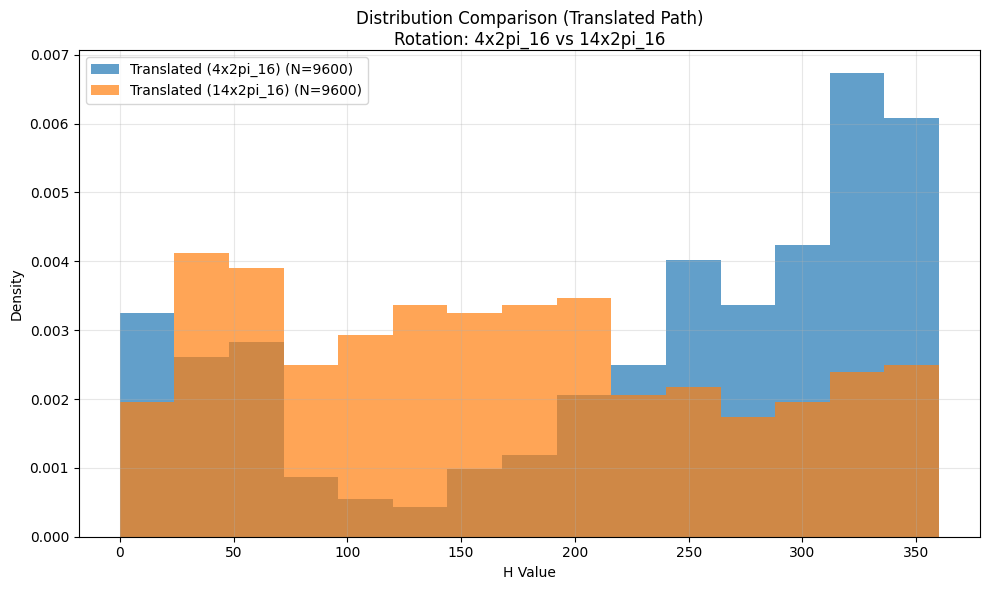 Distribution Comparison (Translated Path)
Rotation: 4x2pi_16 vs 14x2pi_16
Translated (4x2pi_16) (N=9600)
Translated (14x2pi_16) (N=9600)
Density
0.007
0.006
0.005
0.004
0.003
0.002
0.001
0.000
0 50 100 150 200 250 300 350
H Value